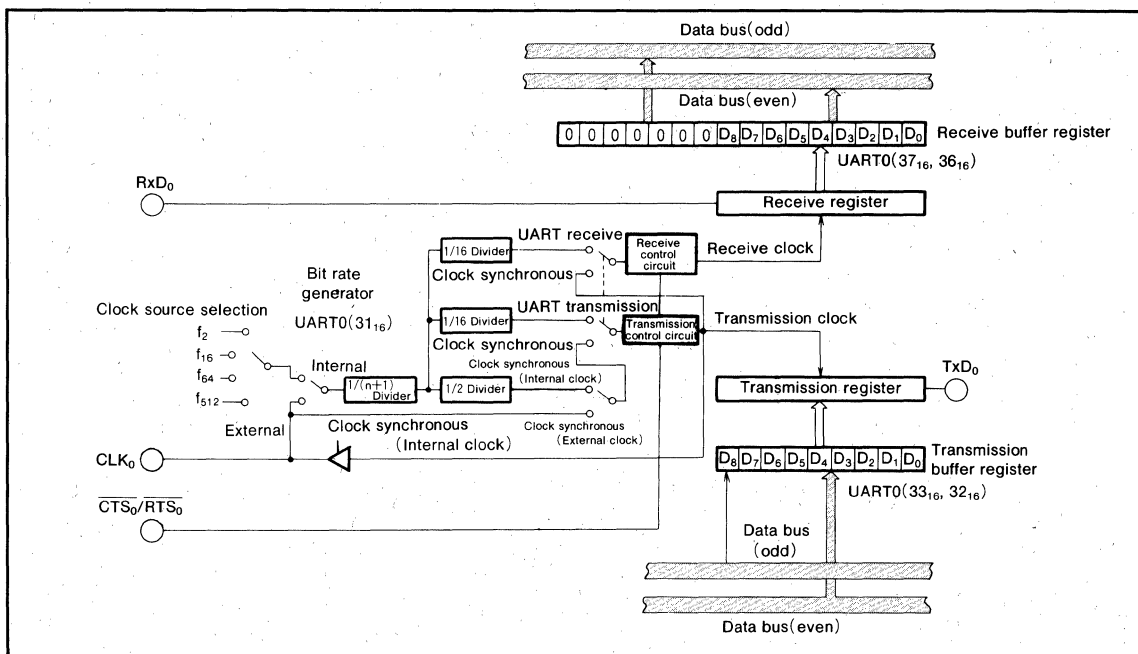 Data bus(odd)
Data bus(even)
0 0 0 0 0 0 0 D₈ D₇ D₆ D₅ D₄ D₃ D₂ D₁ D₀
Receive buffer register
UART0(37₁₆, 36₁₆)
RxD₀
Receive register
UART receive
1/16 Divider
Receive
control
circuit
Receive clock
Clock synchronous
Bit rate
generator
UART0(31₁₆)
Clock source selection
UART transmission
1/16 Divider
Transmission
control circuit
Transmission clock
Clock synchronous
f₂
f₁₆
f₆₄
f₅₁₂
Internal
1/(n+1)
Divider
1/2 Divider
Clock synchronous
(Internal clock)
TxD₀
Transmission register
External
Clock synchronous
(Internal clock)
Clock synchronous
(External clock)
CLK₀
D₈ D₇ D₆ D₅ D₄ D₃ D₂ D₁ D₀
Transmission
buffer register
UART0(33₁₆, 32₁₆)
CTS₀/RTS₀
Data bus
(odd)
Data bus(even)